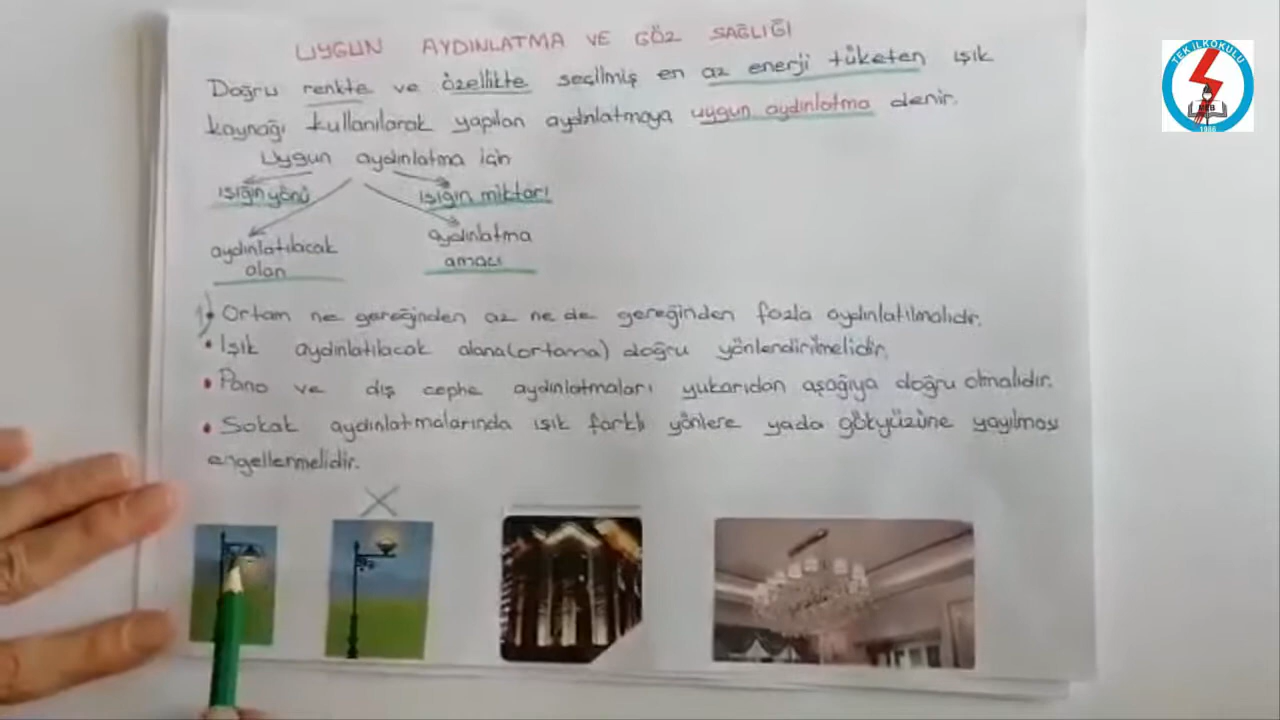 UYGUN AYDINLATMA VE GÖZ SAĞLIĞI
Doğru renkte ve özellikte seçilmiş en az enerji tüketen ışık
kaynağı kullanılarak yapılan aydınlatmaya uygun aydınlatma denir.
Uygun aydınlatma için
ışığın yönü ışığın miktarı
aydınlatılacak alan
aydınlatma amacı
Ortam ne gereğinden az ne de gereğinden fazla aydınlatılmalıdır.
• Işık aydınlatılacak alana(ortama) doğru yönlendirilmelidir.
• Pano ve dış cephe aydınlatmaları yukarıdan aşağıya doğru olmalıdır.
• Sokak aydınlatmalarında ışık farklı yönlere yada gökyüzüne yayılması
engellenmelidir.
TEK İLKOKULU
MEB
1986